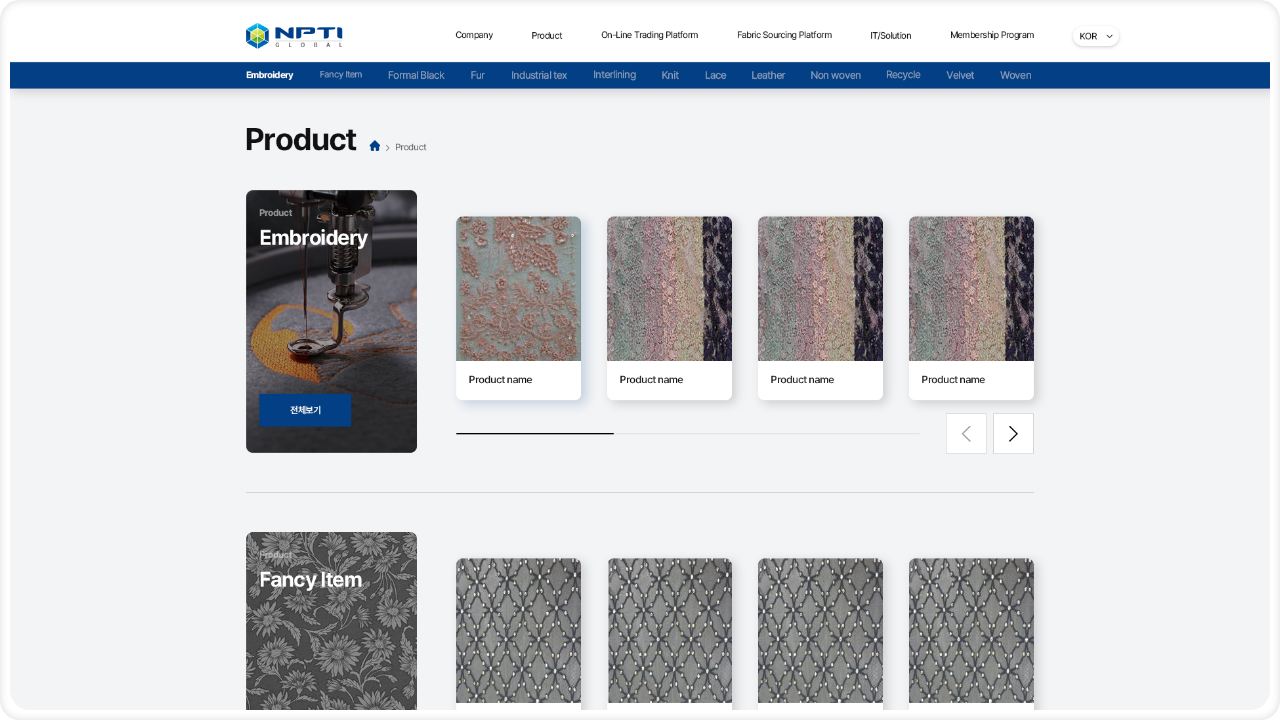 NPTI
GLOBAL
Company Product On-Line Trading Platform Fabric Sourcing Platform IT/Solution Membership Program KOR
Embroidery Fancy Item Formal Black Fur Industrial tex Interlining Knit Lace Leather Non woven Recycle Velvet Woven
Product
Product
Product
Embroidery
전체보기
Product name Product name Product name Product name
Product
Fancy Item